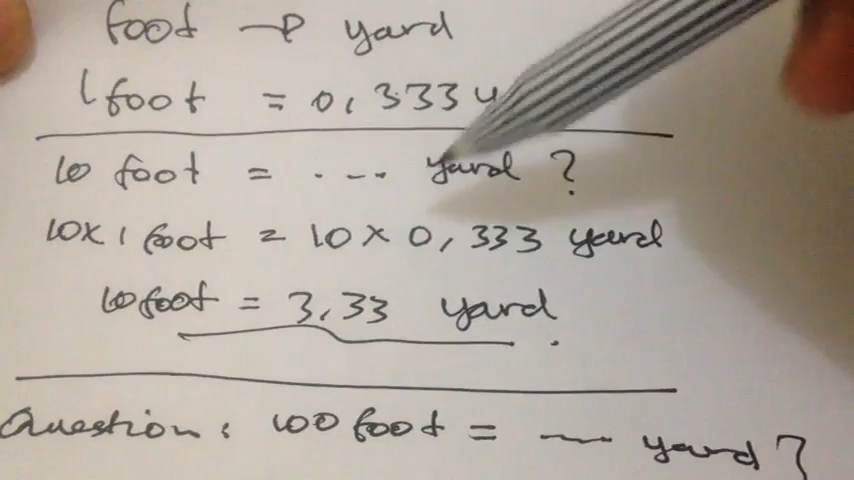 foot → yard
1 foot = 0,333 y
10 foot = . - - . yard ?
10 x 1 foot = 10 x 0,333 yard
10 foot = 3,33 yard.
Question : 100 foot = — yard ?